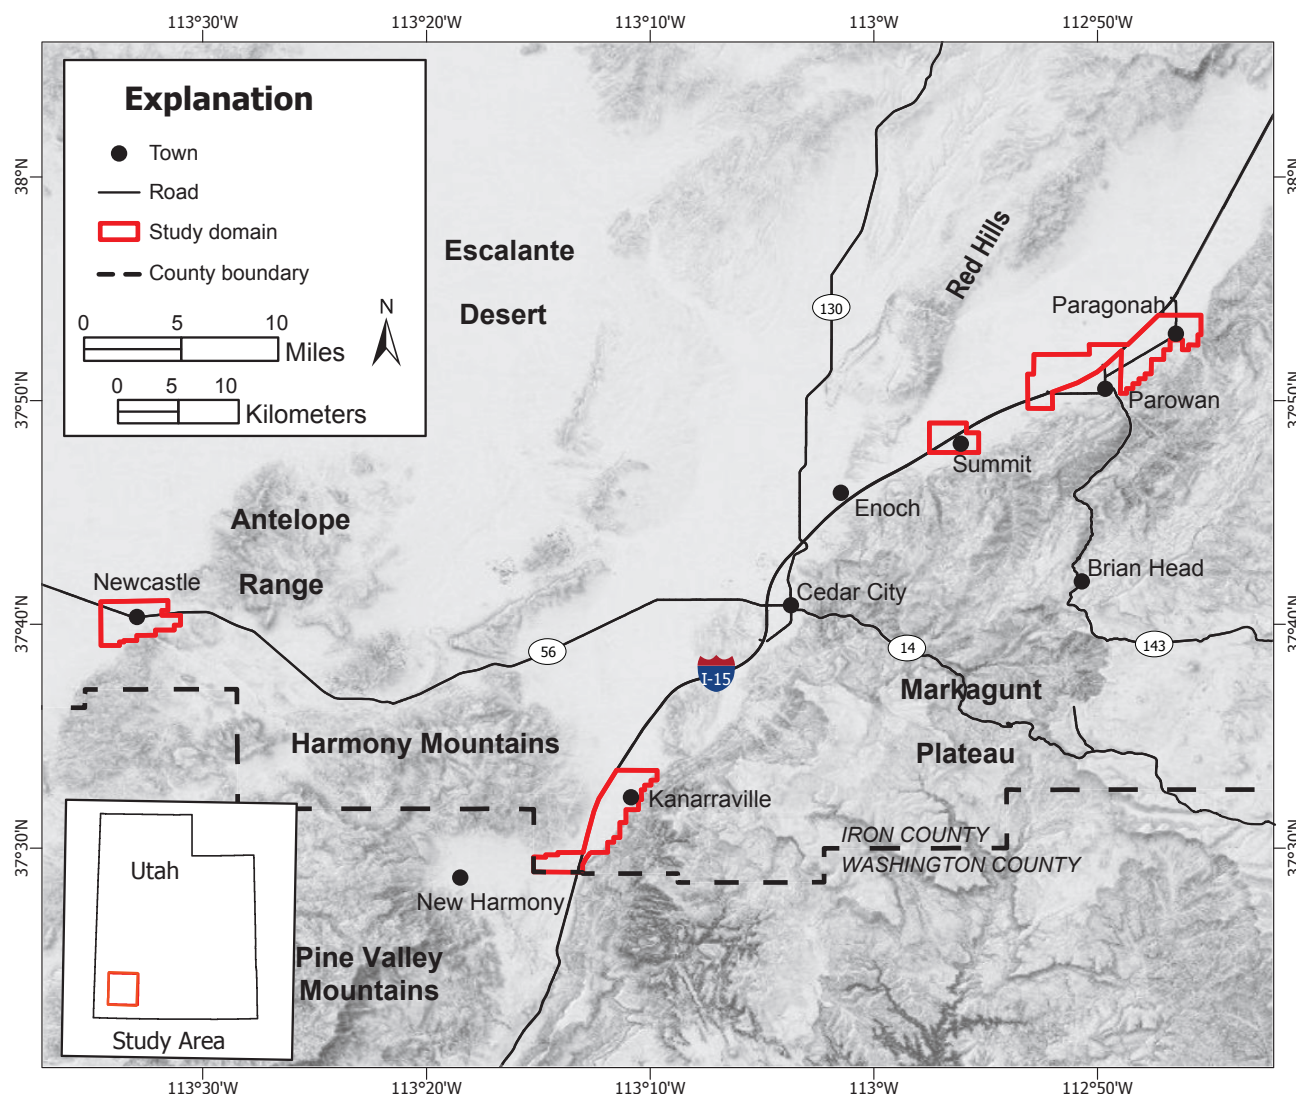 113°30'W
113°20'W
113°10'W
113°W
112°50'W
Explanation
Town
Road
Study domain
County boundary
N
0 5 10
Miles
0 5 10
Kilometers
38°N
38°N
Escalante
Desert
Red Hills
130
Paragonah
37°50'N
37°50'N
Parowan
Summit
Enoch
Antelope
Range
Newcastle
Brian Head
Cedar City
37°40'N
37°40'N
56
14
143
I-15
Markagunt
Plateau
Harmony Mountains
Kanarraville
IRON COUNTY
WASHINGTON COUNTY
37°30'N
37°30'N
Utah
New Harmony
Pine Valley
Mountains
Study Area
113°30'W
113°20'W
113°10'W
113°W
112°50'W